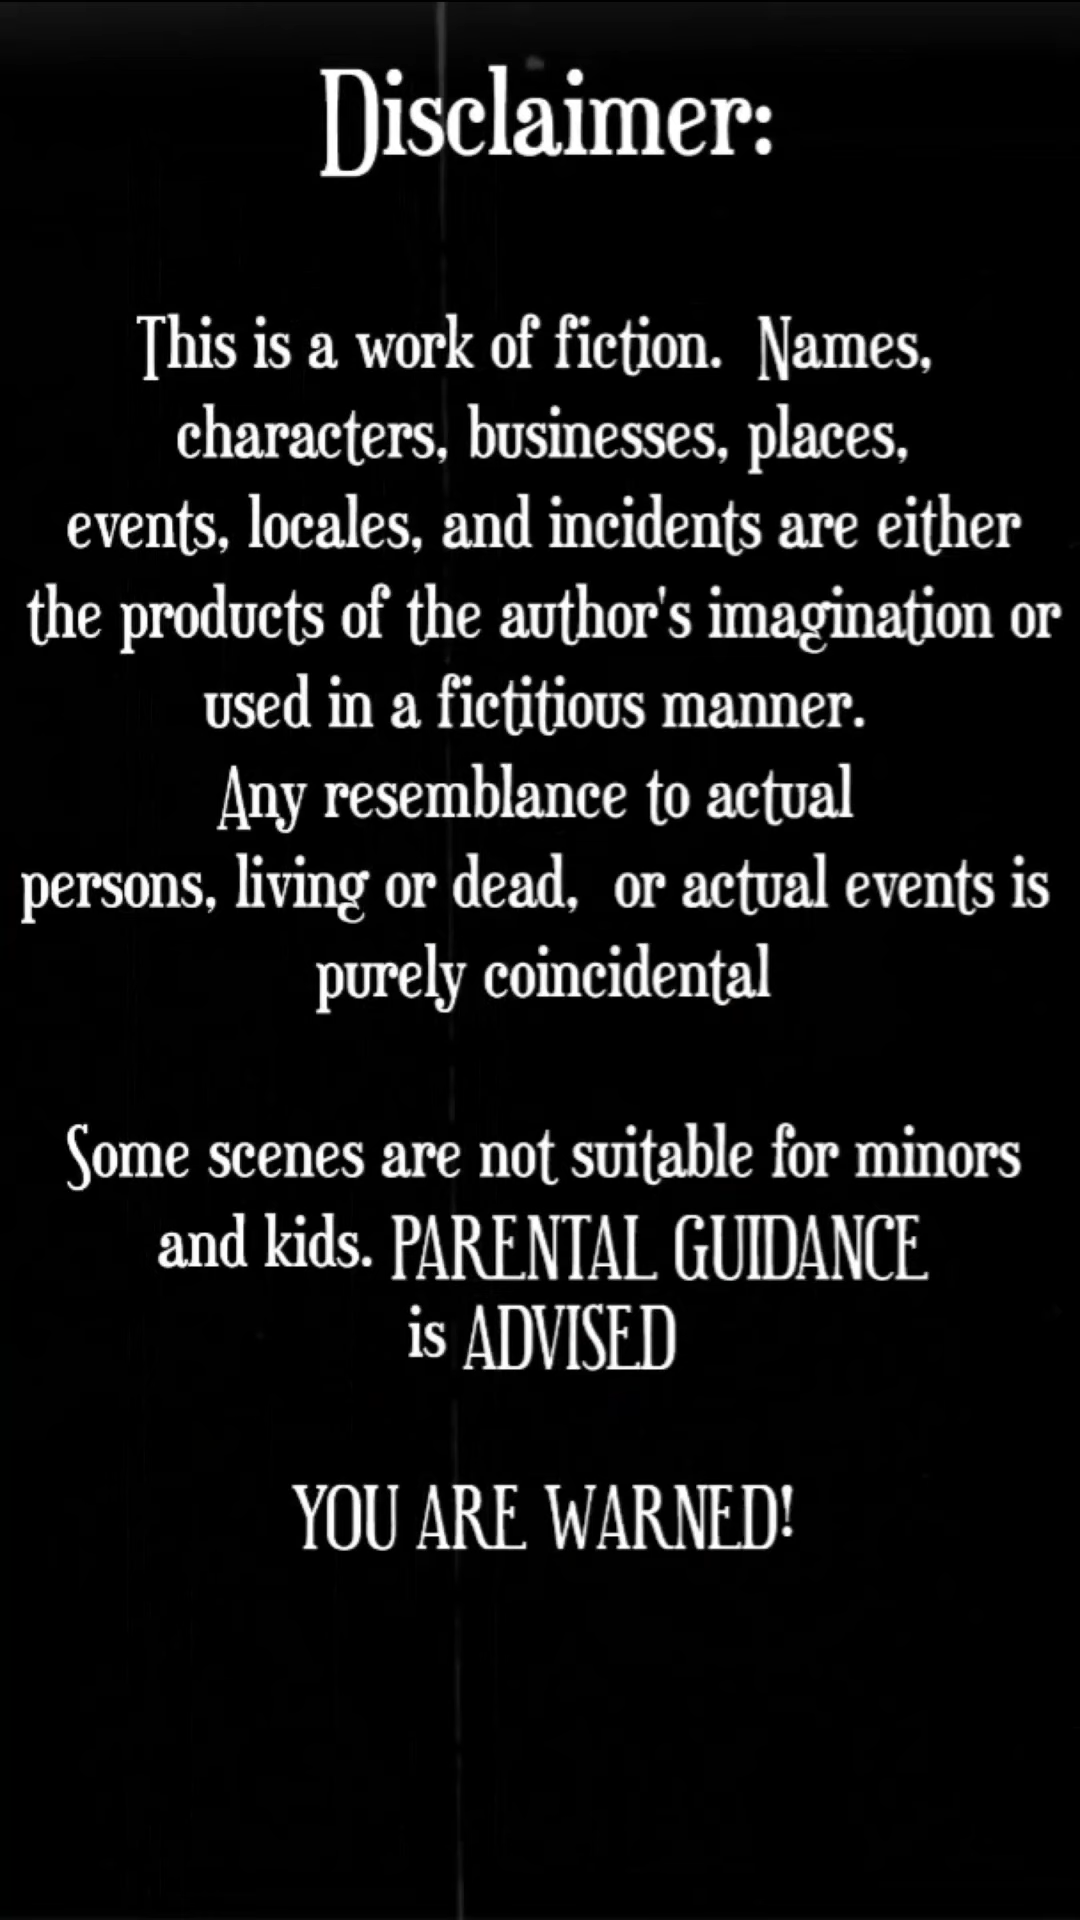 Disclaimer:
This is a work of fiction. Names,
characters, businesses, places,
events, locales, and incidents are either
the products of the author's imagination or
used in a fictitious manner.
Any resemblance to actual
persons, living or dead, or actual events is
purely coincidental
Some scenes are not suitable for minors
and kids. PARENTAL GUIDANCE
is ADVISED
YOU ARE WARNED!